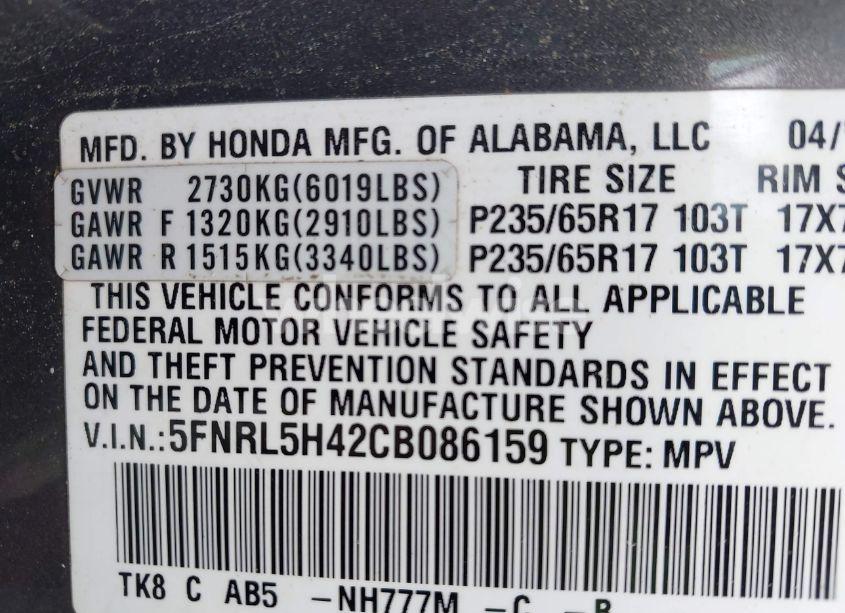 MFD. BY HONDA MFG. OF ALABAMA, LLC 04/
GVWR 2730KG(6019LBS) TIRE SIZE RIM S
GAWR F 1320KG(2910LBS) P235/65R17 103T 17X7
GAWR R 1515KG(3340LBS) P235/65R17 103T 17X7
THIS VEHICLE CONFORMS TO ALL APPLICABLE
FEDERAL MOTOR VEHICLE SAFETY
AND THEFT PREVENTION STANDARDS IN EFFECT
ON THE DATE OF MANUFACTURE SHOWN ABOVE.
V.I.N.:5FNRL5H42CB086159 TYPE: MPV
TK8 C AB5 -NH777M -C -B